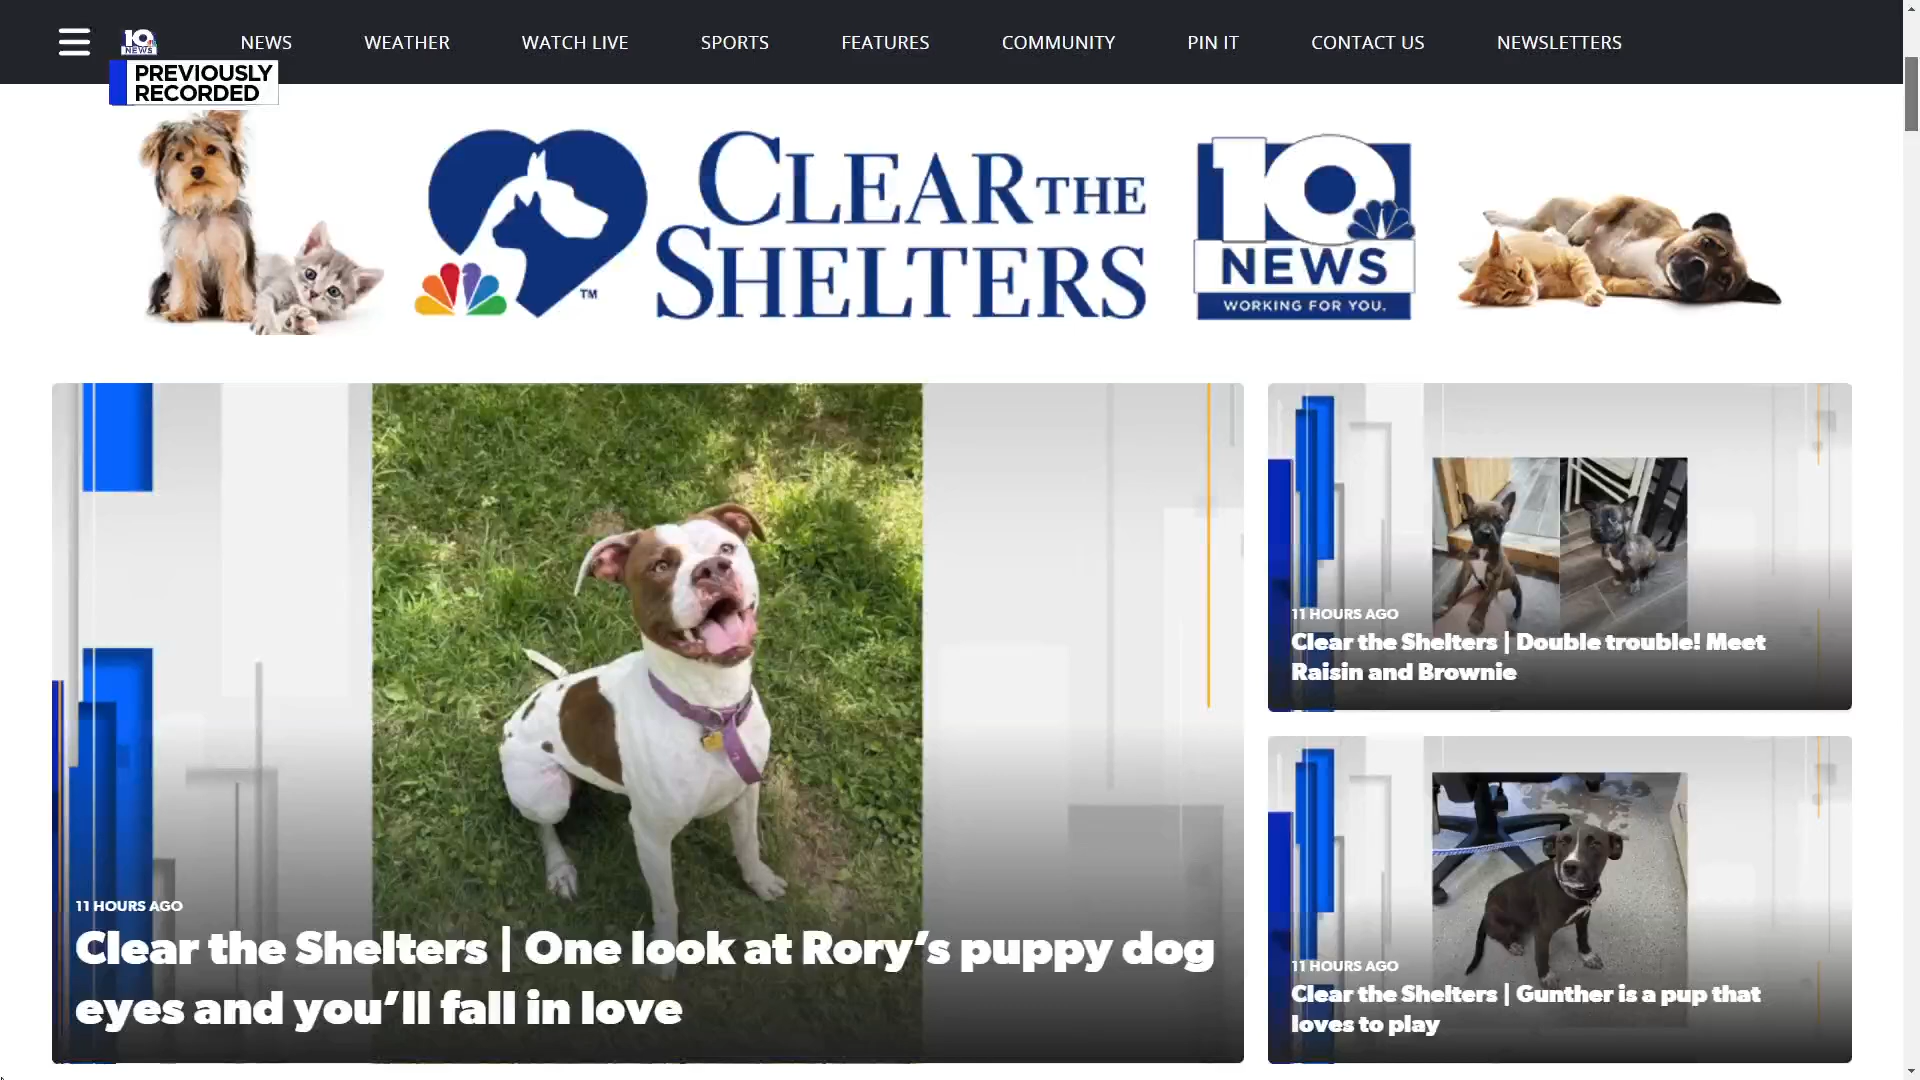 NEWS WEATHER WATCH LIVE SPORTS FEATURES COMMUNITY PIN IT CONTACT US NEWSLETTERS
10
NEWS
PREVIOUSLY
RECORDED
CLEAR THE
SHELTERS
TM
10
NEWS
WORKING FOR YOU.
11 HOURS AGO
Clear the Shelters | One look at Rory's puppy dog
eyes and you'll fall in love
11 HOURS AGO
Clear the Shelters | Double trouble! Meet
Raisin and Brownie
11 HOURS AGO
Clear the Shelters | Gunther is a pup that
loves to play